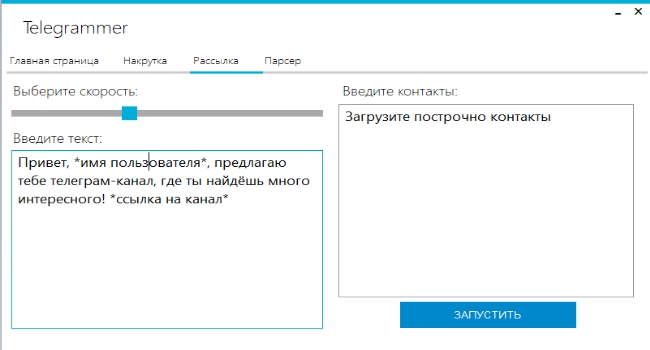 Telegrammer
Главная страница Накрутка Рассылка Парсер
Выберите скорость:
Введите текст:
Привет, *имя пользователя*, предлагаю
тебе телеграм-канал, где ты найдёшь много
интересного! *ссылка на канал*
Введите контакты:
Загрузите построчно контакты
ЗАПУСТИТЬ